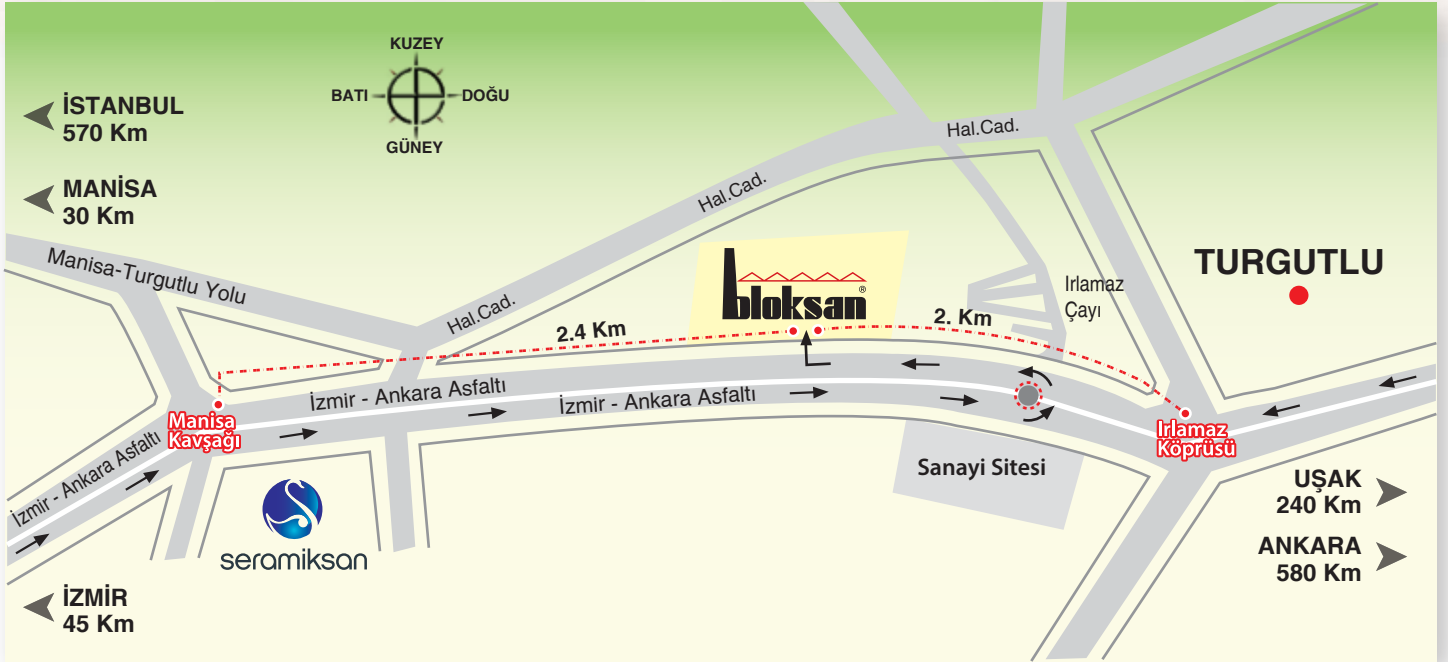 KUZEY
BATI
DOĞU
GÜNEY
İSTANBUL
570 Km
MANİSA
30 Km
Hal.Cad.
Hal.Cad.
Hal.Cad.
Manisa-Turgutlu Yolu
TURGUTLU
bloksan®
Irlamaz
Çayı
2.4 Km
2. Km
İzmir - Ankara Asfaltı
İzmir - Ankara Asfaltı
İzmir - Ankara Asfaltı
Manisa
Kavşağı
Irlamaz
Köprüsü
Sanayi Sitesi
seramiksan
UŞAK
240 Km
ANKARA
580 Km
İZMİR
45 Km